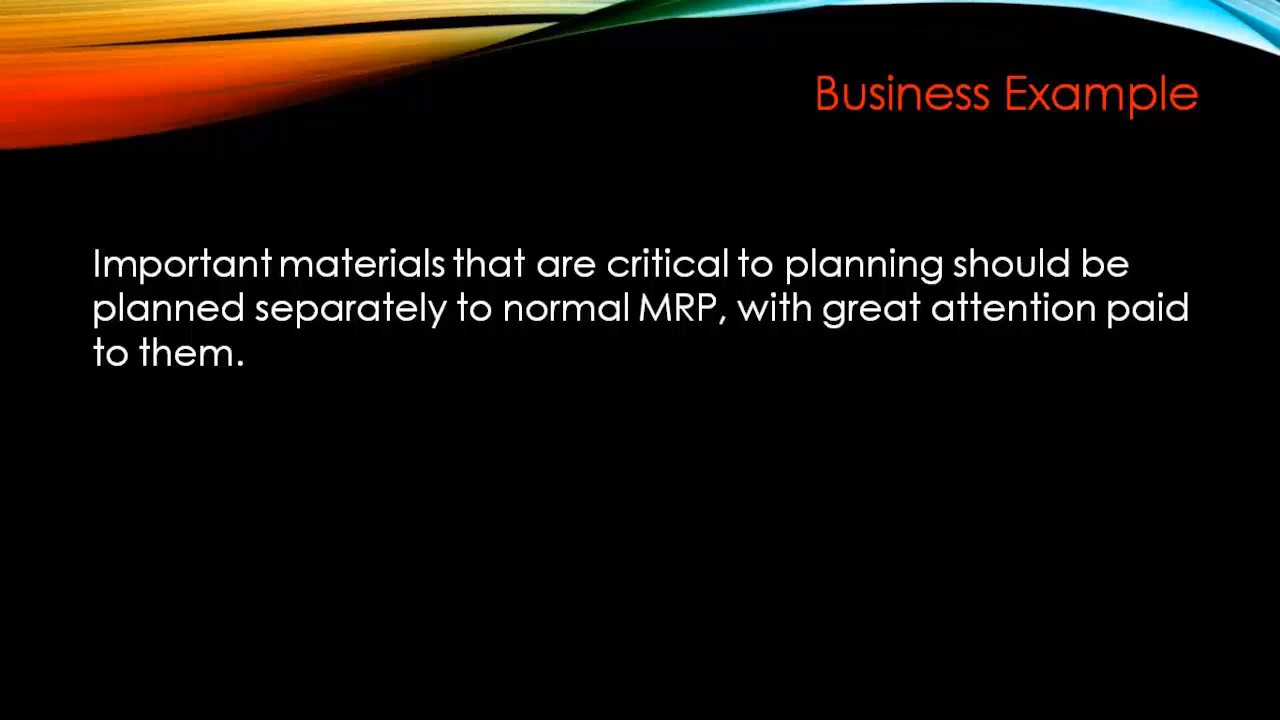 Business Example
Important materials that are critical to planning should be
planned separately to normal MRP, with great attention paid
to them.